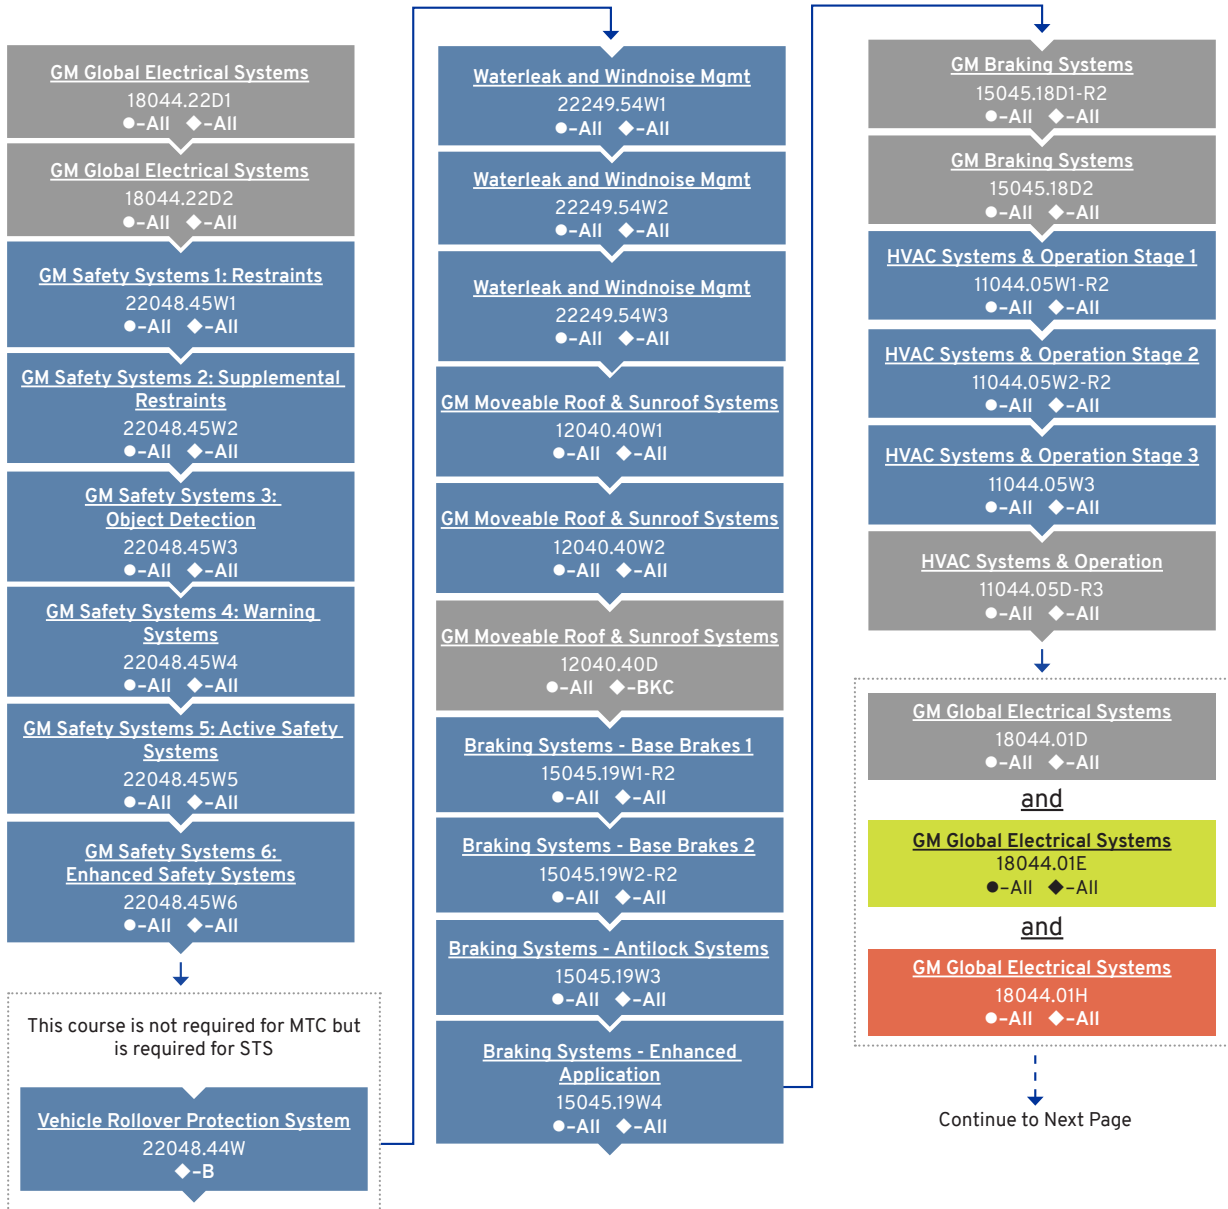 GM Global Electrical Systems
18044.22D1
●–All ◆–All
GM Global Electrical Systems
18044.22D2
●–All ◆–All
GM Safety Systems 1: Restraints
22048.45W1
●–All ◆–All
GM Safety Systems 2: Supplemental
Restraints
22048.45W2
●–All ◆–All
GM Safety Systems 3:
Object Detection
22048.45W3
●–All ◆–All
GM Safety Systems 4: Warning
Systems
22048.45W4
●–All ◆–All
GM Safety Systems 5: Active Safety
Systems
22048.45W5
●–All ◆–All
GM Safety Systems 6:
Enhanced Safety Systems
22048.45W6
●–All ◆–All
This course is not required for MTC but
is required for STS
Vehicle Rollover Protection System
22048.44W
◆–B
Waterleak and Windnoise Mgmt
22249.54W1
●–All ◆–All
Waterleak and Windnoise Mgmt
22249.54W2
●–All ◆–All
Waterleak and Windnoise Mgmt
22249.54W3
●–All ◆–All
GM Moveable Roof & Sunroof Systems
12040.40W1
●–All ◆–All
GM Moveable Roof & Sunroof Systems
12040.40W2
●–All ◆–All
GM Moveable Roof & Sunroof Systems
12040.40D
●–All ◆–BKC
Braking Systems - Base Brakes 1
15045.19W1-R2
●–All ◆–All
Braking Systems - Base Brakes 2
15045.19W2-R2
●–All ◆–All
Braking Systems - Antilock Systems
15045.19W3
●–All ◆–All
Braking Systems - Enhanced
Application
15045.19W4
●–All ◆–All
GM Braking Systems
15045.18D1-R2
●–All ◆–All
GM Braking Systems
15045.18D2
●–All ◆–All
HVAC Systems & Operation Stage 1
11044.05W1-R2
●–All ◆–All
HVAC Systems & Operation Stage 2
11044.05W2-R2
●–All ◆–All
HVAC Systems & Operation Stage 3
11044.05W3
●–All ◆–All
HVAC Systems & Operation
11044.05D-R3
●–All ◆–All
GM Global Electrical Systems
18044.01D
●–All ◆–All
and
GM Global Electrical Systems
18044.01E
●–All ◆–All
and
GM Global Electrical Systems
18044.01H
●–All ◆–All
Continue to Next Page